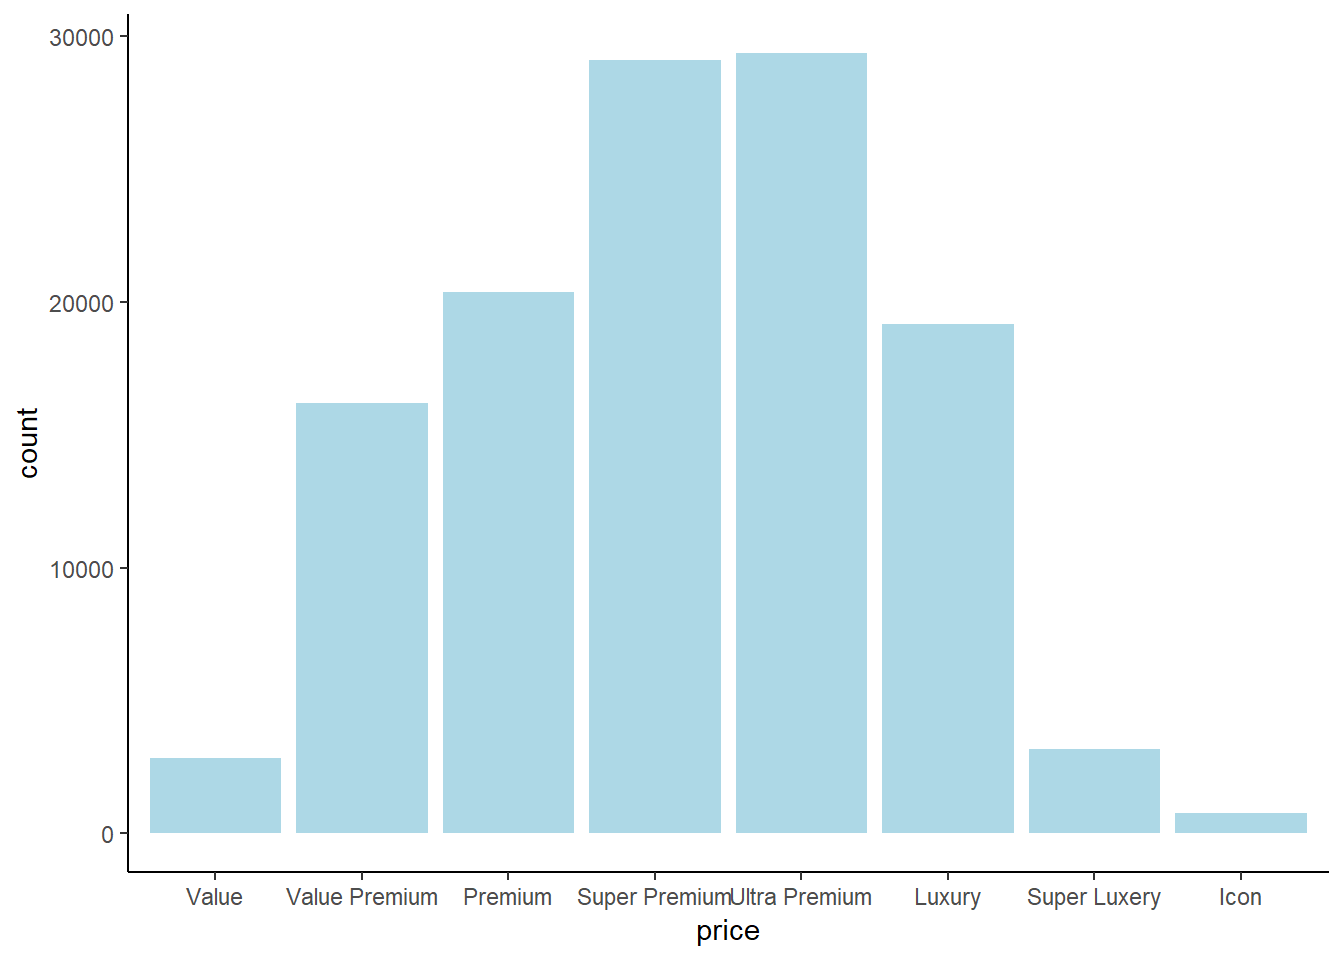 30000
20000
10000
0
count
Value Value Premium Premium Super Premium Ultra Premium Luxury Super Luxery Icon
price